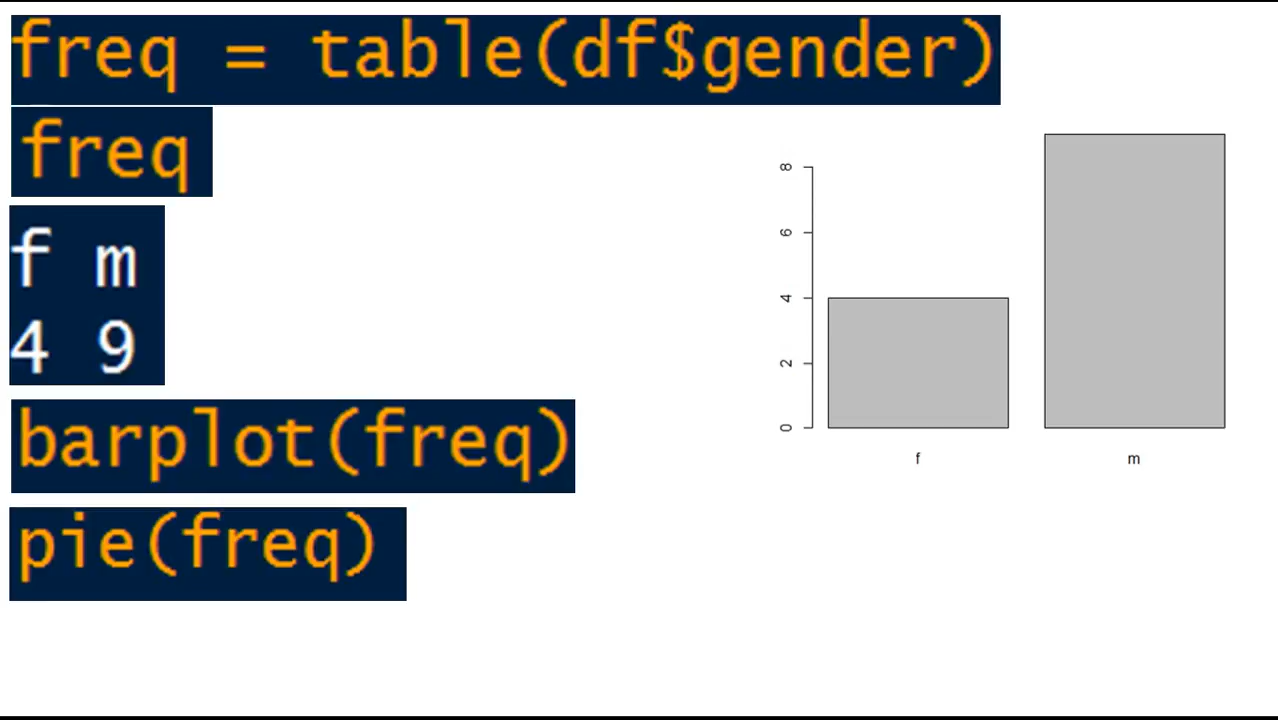 freq = table(df$gender)
freq
f m
4 9
barplot(freq)
pie(freq)
8
6
4
2
0
f m